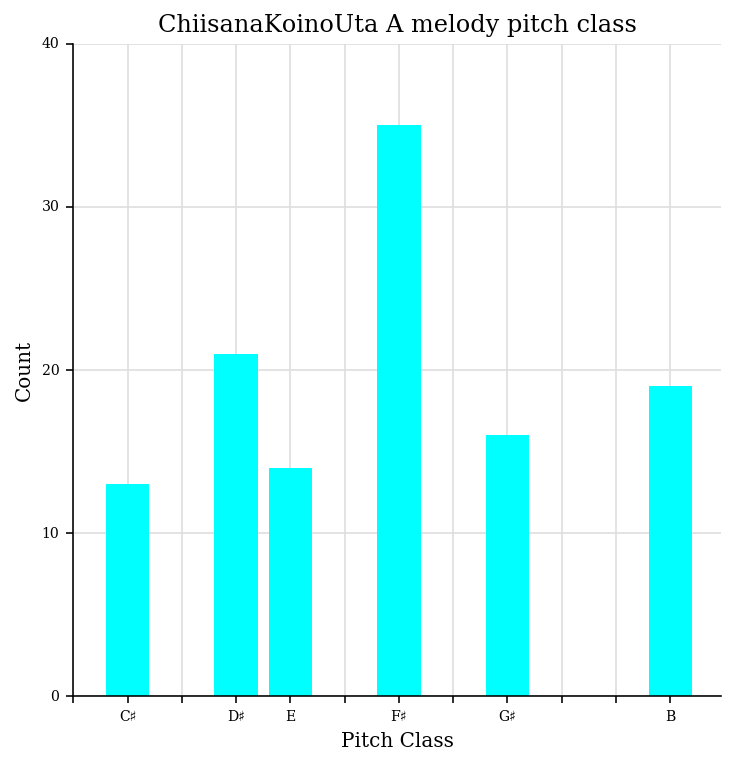 ChiisanaKoinoUta A melody pitch class
Count
40
30
20
10
0
C♯ D♯ E F♯ G♯ B
Pitch Class